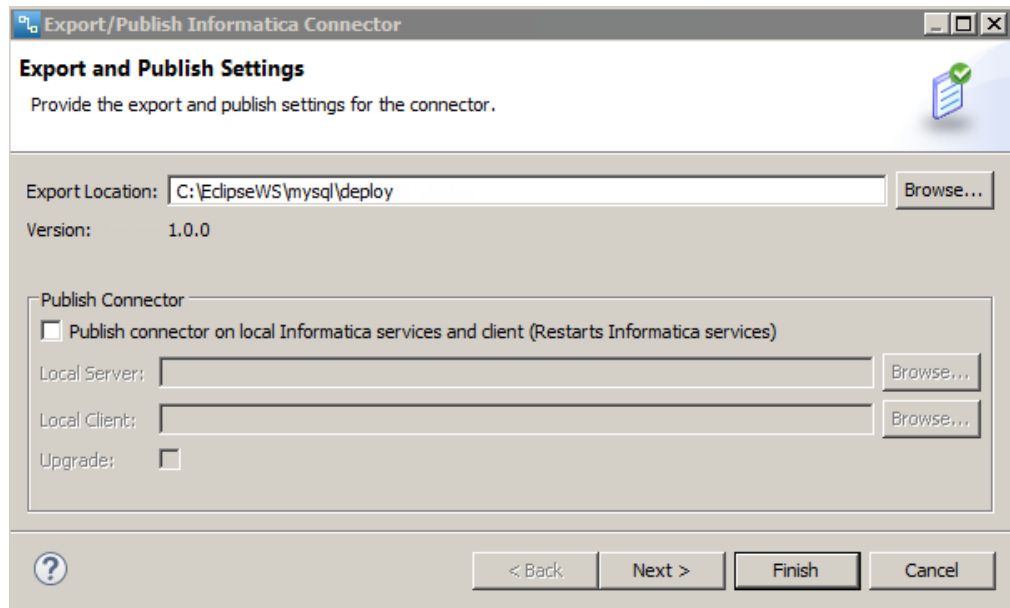 Export/Publish Informatica Connector
Export and Publish Settings
Provide the export and publish settings for the connector.
Export Location: C:\EclipseWS\mysql\deploy Browse...
Version: 1.0.0
Publish Connector
Publish connector on local Informatica services and client (Restarts Informatica services)
Local Server: Browse...
Local Client: Browse...
Upgrade:
? < Back Next > Finish Cancel